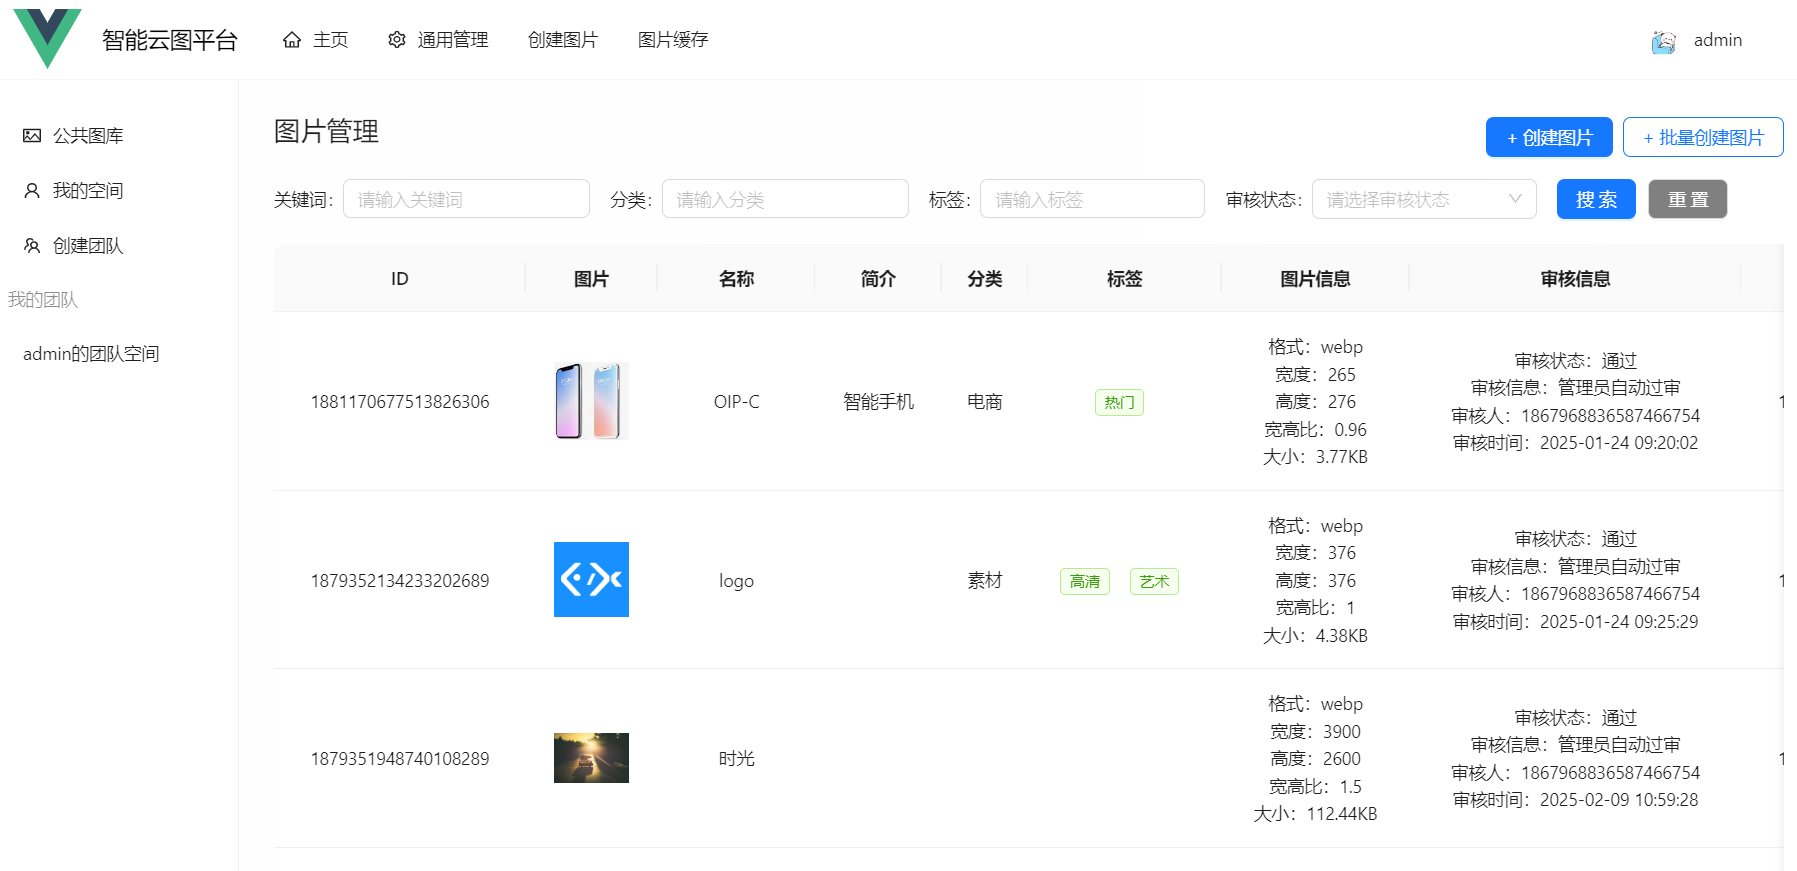 智能云图平台 主页 通用管理 创建图片 图片缓存 admin
公共图库
我的空间
创建团队
我的团队
admin的团队空间
图片管理
+ 创建图片 + 批量创建图片
关键词: 请输入关键词 分类: 请输入分类 标签: 请输入标签 审核状态: 请选择审核状态 搜索 重置
ID 图片 名称 简介 分类 标签 图片信息 审核信息
1881170677513826306 OIP-C 智能手机 电商 热门
格式：webp
宽度：265
高度：276
宽高比：0.96
大小：3.77KB
审核状态：通过
审核信息：管理员自动过审
审核人：1867968836587466754
审核时间：2025-01-24 09:20:02
1879352134233202689 logo 素材 高清 艺术
格式：webp
宽度：376
高度：376
宽高比：1
大小：4.38KB
审核状态：通过
审核信息：管理员自动过审
审核人：1867968836587466754
审核时间：2025-01-24 09:25:29
1879351948740108289 时光
格式：webp
宽度：3900
高度：2600
宽高比：1.5
大小：112.44KB
审核状态：通过
审核信息：管理员自动过审
审核人：1867968836587466754
审核时间：2025-02-09 10:59:28